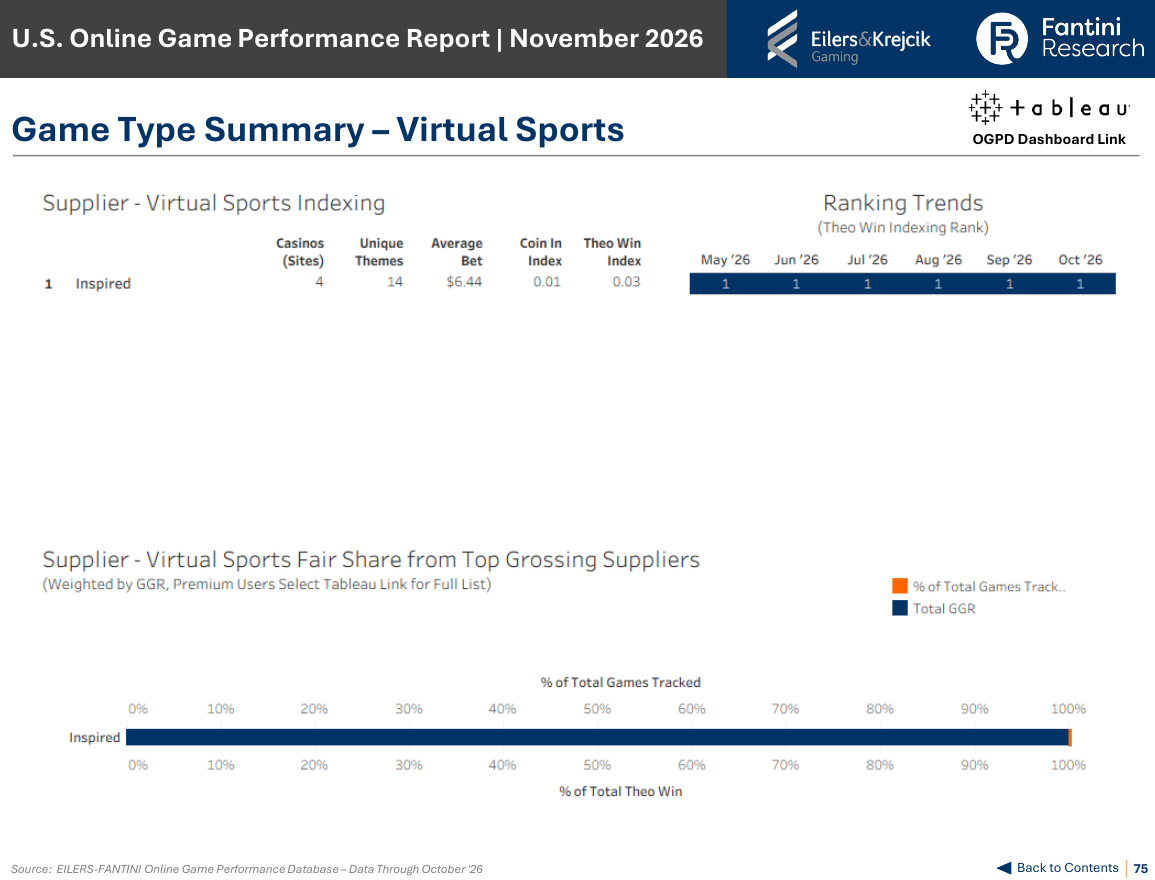 U.S. Online Game Performance Report | November 2026
Eilers&Krejcik
Gaming
Fantini
Research
Game Type Summary – Virtual Sports
+ a b | e a u
OGPD Dashboard Link
Supplier - Virtual Sports Indexing
Ranking Trends
(Theo Win Indexing Rank)
Casinos (Sites) Unique Themes Average Bet Coin In Index Theo Win Index
May '26 Jun '26 Jul '26 Aug '26 Sep '26 Oct '26
1 Inspired 4 14 $6.44 0.01 0.03 1 1 1 1 1 1
Supplier - Virtual Sports Fair Share from Top Grossing Suppliers
(Weighted by GGR, Premium Users Select Tableau Link for Full List)
% of Total Games Track..
Total GGR
% of Total Games Tracked
0% 10% 20% 30% 40% 50% 60% 70% 80% 90% 100%
Inspired
0% 10% 20% 30% 40% 50% 60% 70% 80% 90% 100%
% of Total Theo Win
Source: EILERS-FANTINI Online Game Performance Database – Data Through October '26
Back to Contents | 75